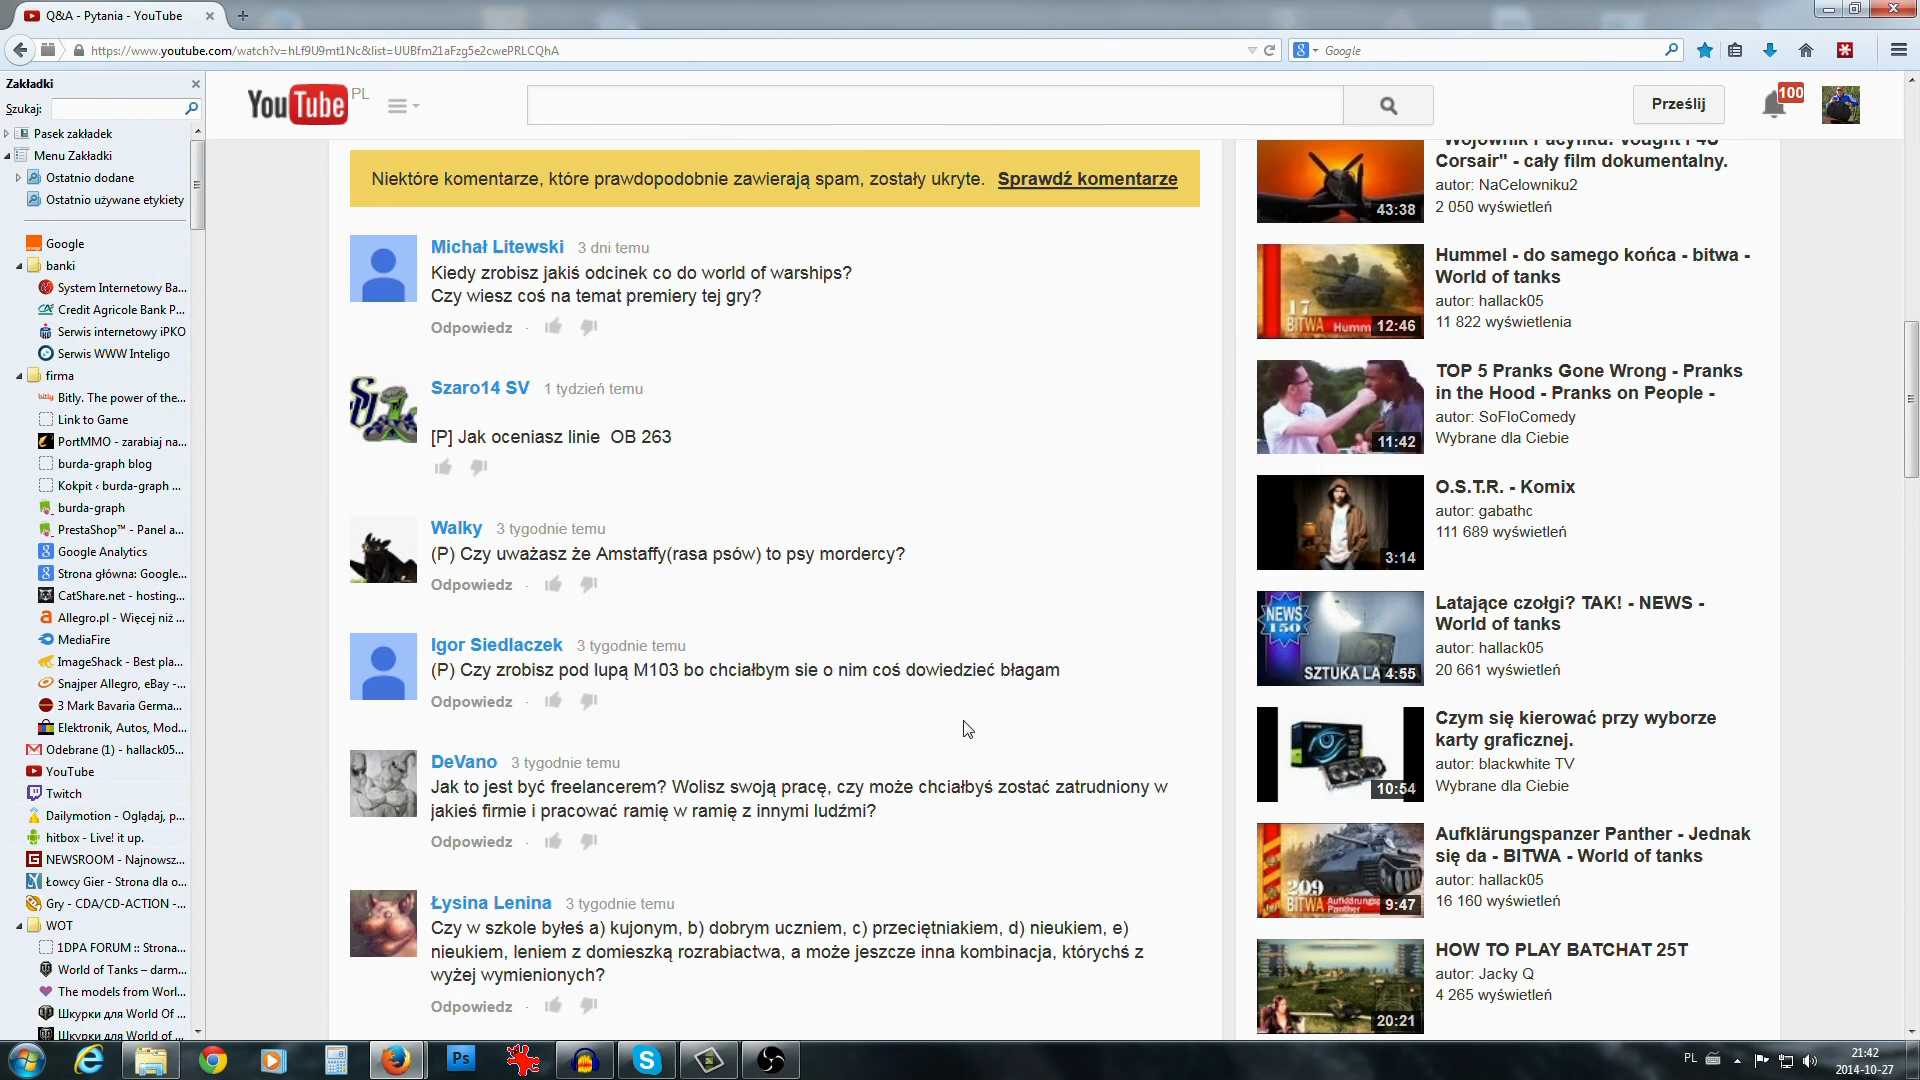 Q&A - Pytania - YouTube
https://www.youtube.com/watch?v=hLf9U9mt1Nc&list=UUBfm21aFzg5e2cwePRLCQhA
Google
Zakładki
Szukaj:
Pasek zakładek
Menu Zakładki
Ostatnio dodane
Ostatnio używane etykiety
Google
banki
System Internetowy Ba...
Credit Agricole Bank P...
Serwis internetowy iPKO
Serwis WWW Inteligo
firma
Bitly. The power of the...
Link to Game
PortMMO - zarabiaj na...
burda-graph blog
Kokpit ‹ burda-graph ...
burda-graph
PrestaShop™ - Panel a...
Google Analytics
Strona główna: Google...
CatShare.net - hosting...
Allegro.pl - Więcej niż ...
MediaFire
ImageShack - Best pla...
Snajper Allegro, eBay -...
3 Mark Bavaria Germa...
Elektronik, Autos, Mod...
Odebrane (1) - hallack05...
YouTube
Twitch
Dailymotion - Oglądaj, p...
hitbox - Live! it up.
NEWSROOM - Najnowsz...
Łowcy Gier - Strona dla o...
Gry - CDA/CD-ACTION -...
WOT
1DPA FORUM :: Strona...
World of Tanks – darm...
The models from Worl...
Шкурки для World Of ...
Шкурки для World of ...
YouTube PL
Prześlij
100
Niektóre komentarze, które prawdopodobnie zawierają spam, zostały ukryte. Sprawdź komentarze
Michał Litewski 3 dni temu
Kiedy zrobisz jakiś odcinek co do world of warships?
Czy wiesz coś na temat premiery tej gry?
Odpowiedz ·
Szaro14 SV 1 tydzień temu
[P] Jak oceniasz linie OB 263
Walky 3 tygodnie temu
(P) Czy uważasz że Amstaffy(rasa psów) to psy mordercy?
Odpowiedz ·
Igor Siedlaczek 3 tygodnie temu
(P) Czy zrobisz pod lupą M103 bo chciałbym sie o nim coś dowiedzieć błagam
Odpowiedz ·
DeVano 3 tygodnie temu
Jak to jest być freelancerem? Wolisz swoją pracę, czy może chciałbyś zostać zatrudniony w
jakieś firmie i pracować ramię w ramię z innymi ludźmi?
Odpowiedz ·
Łysina Lenina 3 tygodnie temu
Czy w szkole byłeś a) kujonym, b) dobrym uczniem, c) przeciętniakiem, d) nieukiem, e)
nieukiem, leniem z domieszką rozrabiactwa, a może jeszcze inna kombinacja, którychś z
wyżej wymienionych?
Odpowiedz ·
"Wojownik Pacyfiku: Vought F4U
Corsair" - cały film dokumentalny.
autor: NaCelowniku2
2 050 wyświetleń
43:38
Hummel - do samego końca - bitwa -
World of tanks
autor: hallack05
11 822 wyświetlenia
17
BITWA Humm
12:46
TOP 5 Pranks Gone Wrong - Pranks
in the Hood - Pranks on People -
autor: SoFloComedy
Wybrane dla Ciebie
11:42
O.S.T.R. - Komix
autor: gabathc
111 689 wyświetleń
3:14
Latające czołgi? TAK! - NEWS -
World of tanks
autor: hallack05
20 661 wyświetleń
NEWS
150
SZTUKA LA
4:55
Czym się kierować przy wyborze
karty graficznej.
autor: blackwhite TV
Wybrane dla Ciebie
10:54
Aufklärungspanzer Panther - Jednak
się da - BITWA - World of tanks
autor: hallack05
16 160 wyświetleń
209
BITWA Aufklärungs
Panther
9:47
HOW TO PLAY BATCHAT 25T
autor: Jacky Q
4 265 wyświetleń
20:21
Ps
PL
21:42
2014-10-27